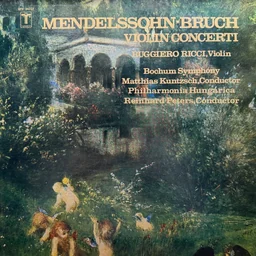 MENDELSSOHN·BRUCH
VIOLIN CONCERTI
RUGGIERO RICCI, Violin
Bochum Symphony
Matthias Kuntzsch, Conductor
Philharmonia Hungarica
Reinhard Peters, Conductor